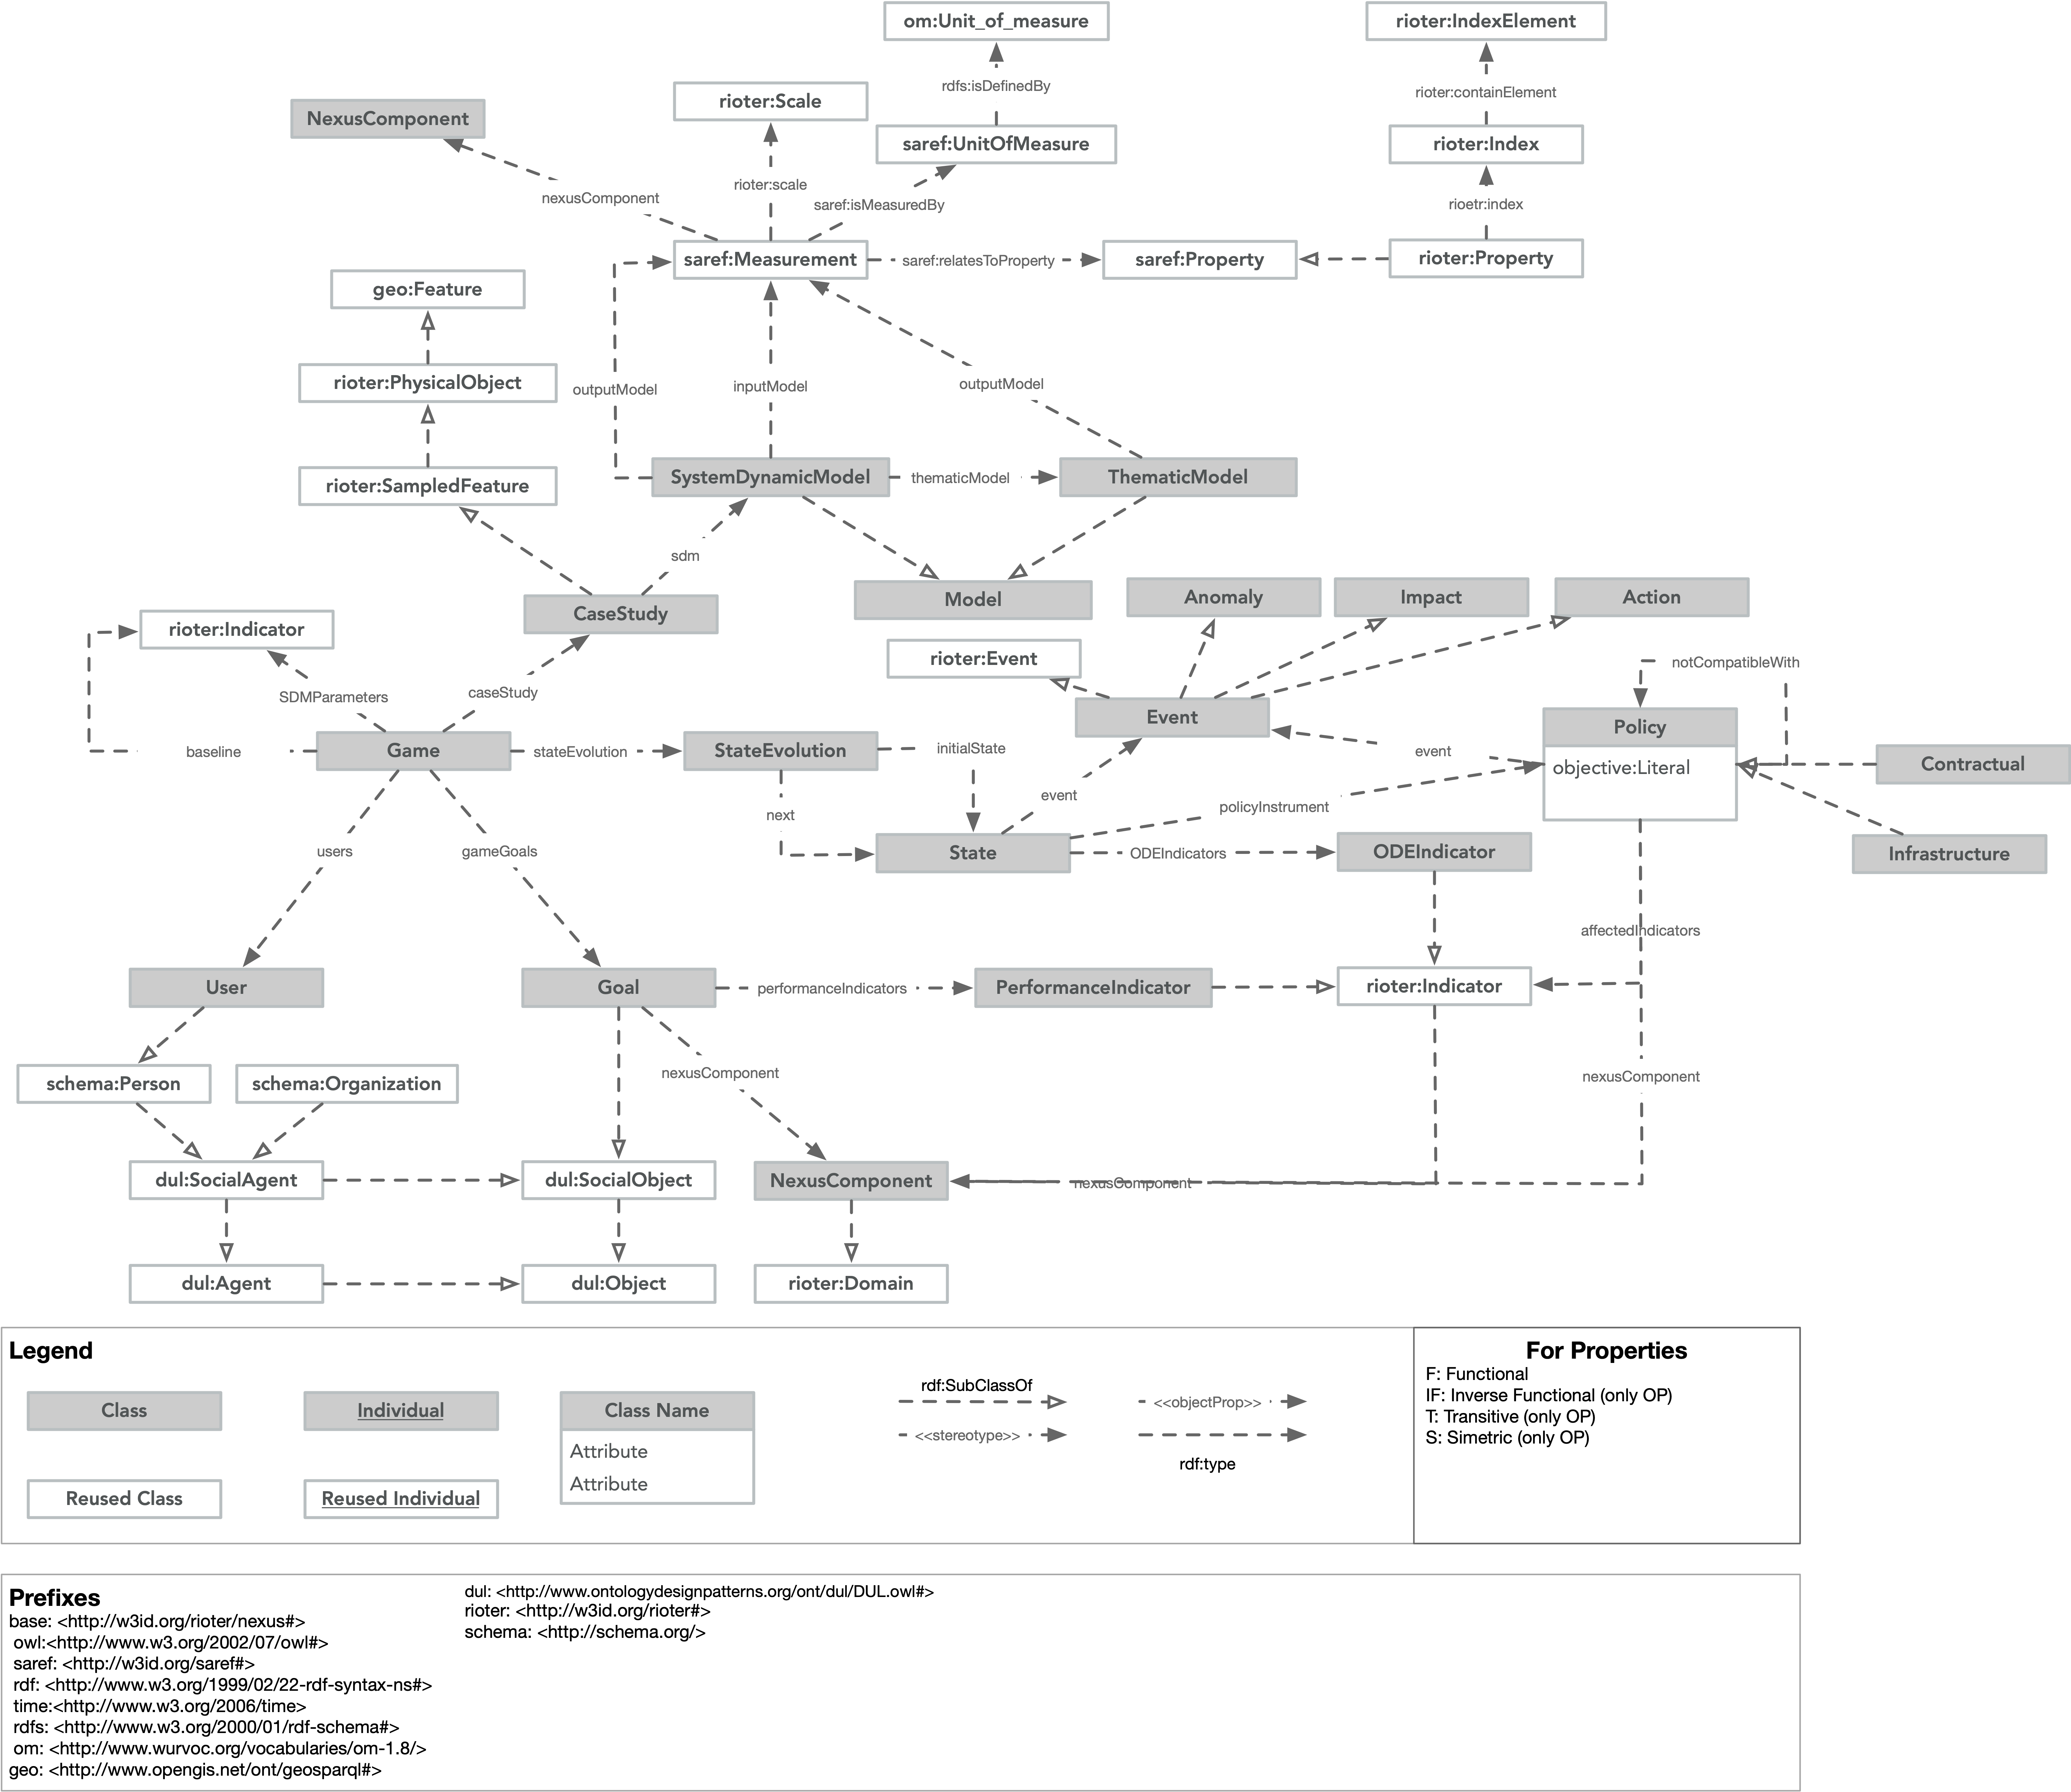 om:Unit_of_measure
rioter:IndexElement
rdfs:isDefinedBy
rioter:containElement
rioter:Scale
NexusComponent
saref:UnitOfMeasure
rioter:Index
rioter:scale
nexusComponent
saref:isMeasuredBy
rioetr:index
saref:Measurement
saref:relatesToProperty
saref:Property
rioter:Property
geo:Feature
rioter:PhysicalObject
outputModel
inputModel
outputModel
rioter:SampledFeature
SystemDynamicModel
thematicModel
ThematicModel
sdm
CaseStudy
Model
Anomaly
Impact
Action
rioter:Indicator
rioter:Event
notCompatibleWith
SDMParameters
caseStudy
Event
Policy
objective:Literal
baseline
Game
stateEvolution
StateEvolution
initialState
event
Contractual
event
policyInstrument
next
users
gameGoals
State
ODEIndicators
ODEIndicator
Infrastructure
affectedIndicators
User
Goal
performanceIndicators
PerformanceIndicator
rioter:Indicator
schema:Person
schema:Organization
nexusComponent
nexusComponent
dul:SocialAgent
dul:SocialObject
NexusComponent
nexusComponent
dul:Agent
dul:Object
rioter:Domain
Legend
Class
Individual
Class Name
Attribute
Attribute
Reused Class
Reused Individual
rdf:SubClassOf
<<objectProp>>
<<stereotype>>
rdf:type
For Properties
F: Functional
IF: Inverse Functional (only OP)
T: Transitive (only OP)
S: Simetric (only OP)
Prefixes
base: <http://w3id.org/rioter/nexus#>
owl:<http://www.w3.org/2002/07/owl#>
saref: <http://w3id.org/saref#>
rdf: <http://www.w3.org/1999/02/22-rdf-syntax-ns#>
time:<http://www.w3.org/2006/time>
rdfs: <http://www.w3.org/2000/01/rdf-schema#>
om: <http://www.wurvoc.org/vocabularies/om-1.8/>
geo: <http://www.opengis.net/ont/geosparql#>
dul: <http://www.ontologydesignpatterns.org/ont/dul/DUL.owl#>
rioter: <http://w3id.org/rioter#>
schema: <http://schema.org/>